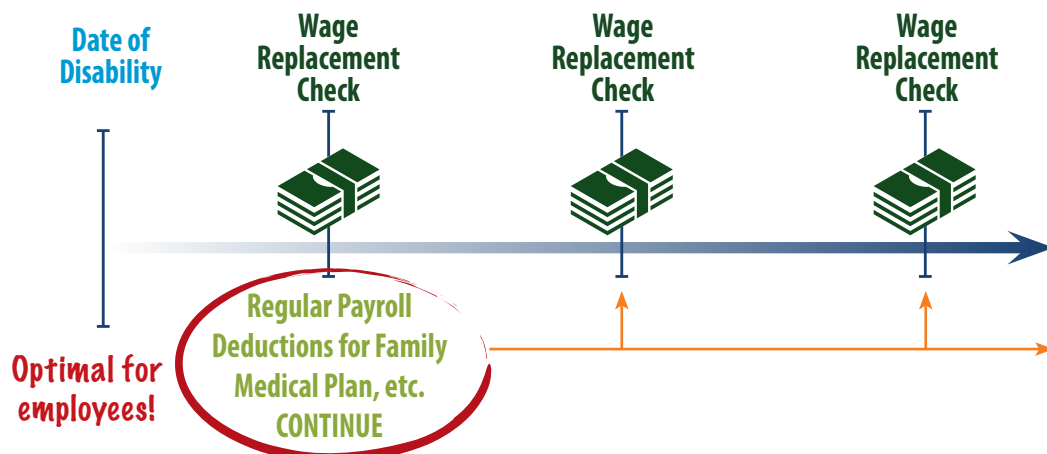 Date of
Disability
Wage
Replacement
Check
Wage
Replacement
Check
Wage
Replacement
Check
Regular Payroll
Deductions for Family
Medical Plan, etc.
CONTINUE
Optimal for
employees!